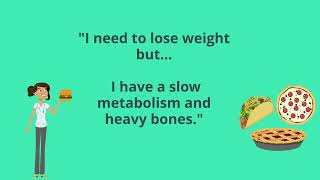 "I need to lose weight
but...
I have a slow
metabolism and
heavy bones."